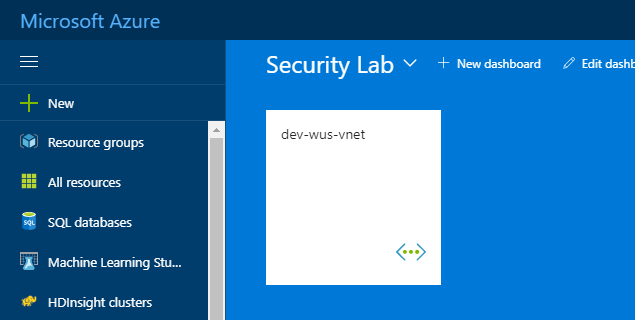 Microsoft Azure
Security Lab
New dashboard
Edit dashb
New
dev-wus-vnet
Resource groups
All resources
SQL
SQL databases
Machine Learning Stu...
HDInsight clusters